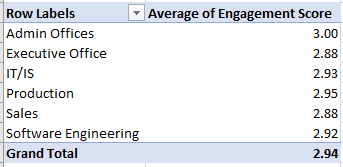 Row Labels Average of Engagement Score
Admin Offices 3.00
Executive Office 2.88
IT/IS 2.93
Production 2.95
Sales 2.88
Software Engineering 2.92
Grand Total 2.94